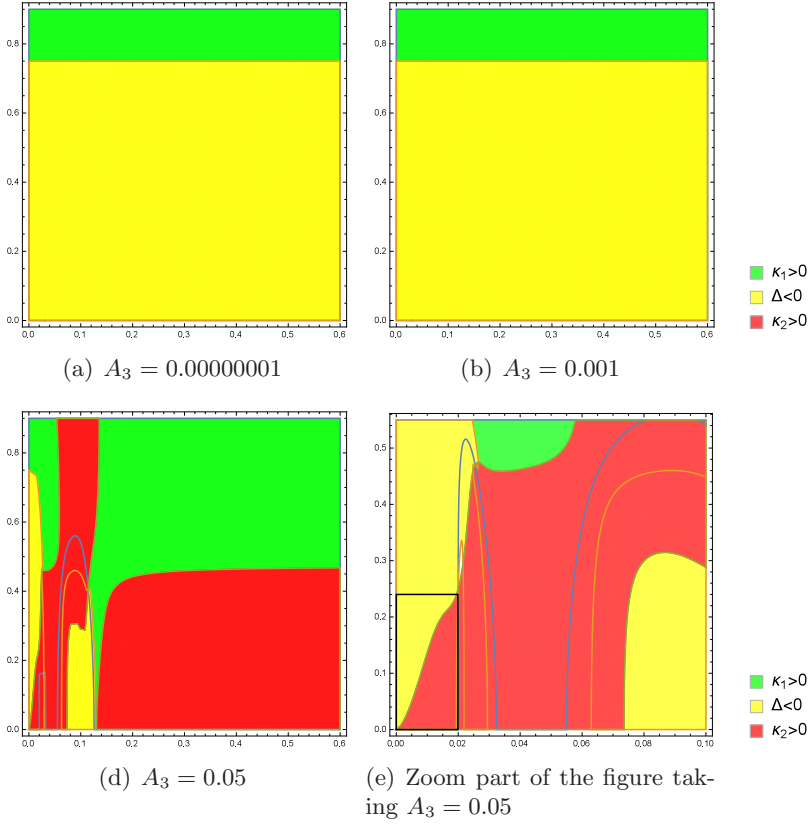 0.8
0.6
0.4
0.2
0.0
0.0 0.1 0.2 0.3 0.4 0.5 0.6
0.8
0.6
0.4
0.2
0.0
0.0 0.1 0.2 0.3 0.4 0.5 0.6
κ₁>0
Δ<0
κ₂>0
(a) A₃ = 0.00000001
(b) A₃ = 0.001
0.8
0.6
0.4
0.2
0.0
0.0 0.1 0.2 0.3 0.4 0.5 0.6
0.5
0.4
0.3
0.2
0.1
0.0
0.00 0.02 0.04 0.06 0.08 0.10
κ₁>0
Δ<0
κ₂>0
(d) A₃ = 0.05
(e) Zoom part of the figure tak-
ing A₃ = 0.05